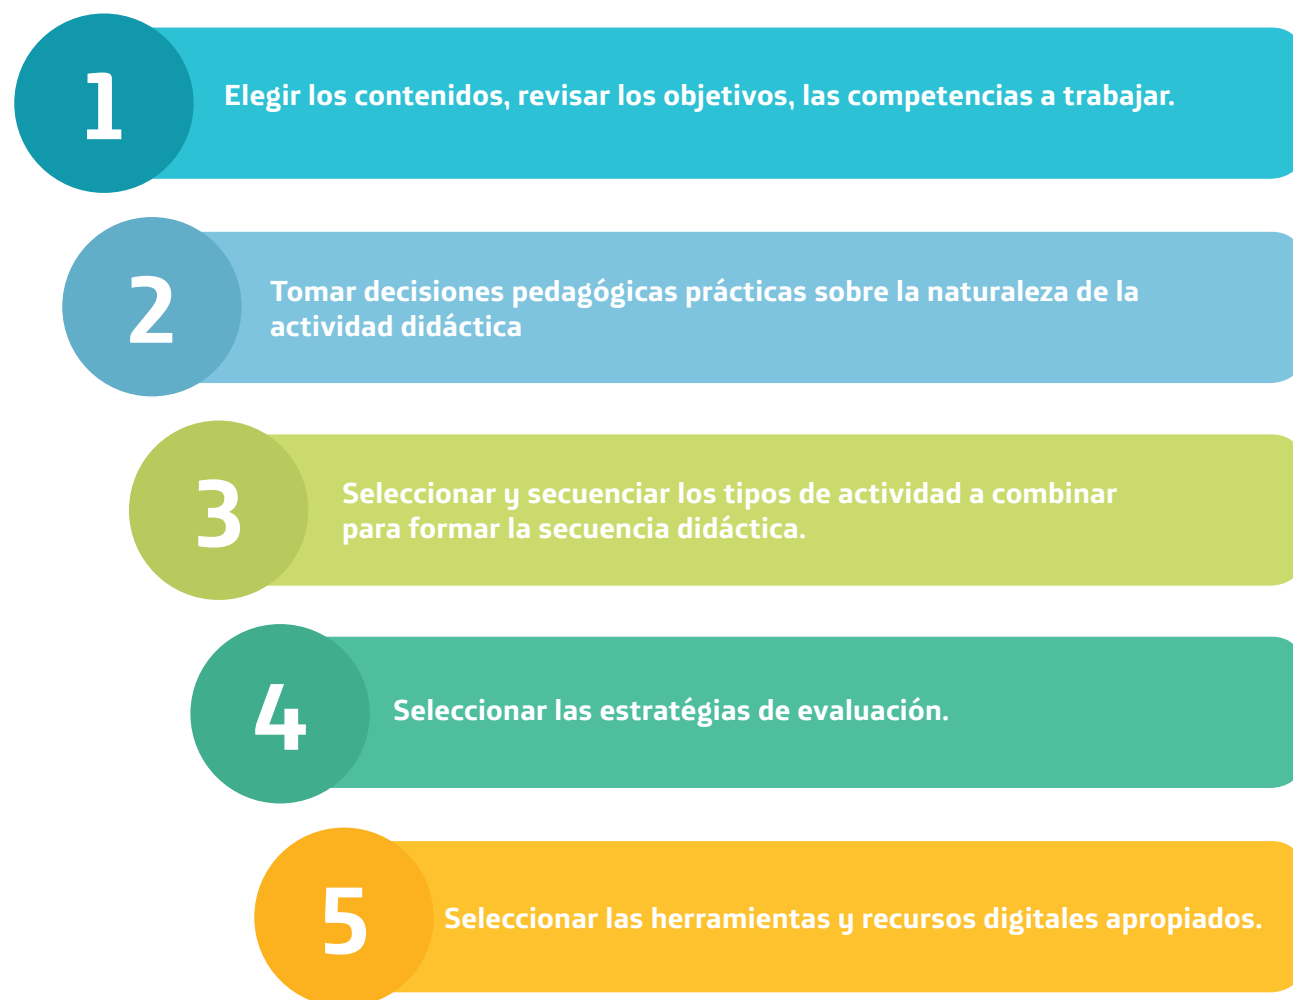 1
Elegir los contenidos, revisar los objetivos, las competencias a trabajar.
2
Tomar decisiones pedagógicas prácticas sobre la naturaleza de la
actividad didáctica
3
Seleccionar y secuenciar los tipos de actividad a combinar
para formar la secuencia didáctica.
4
Seleccionar las estratégias de evaluación.
5
Seleccionar las herramientas y recursos digitales apropiados.